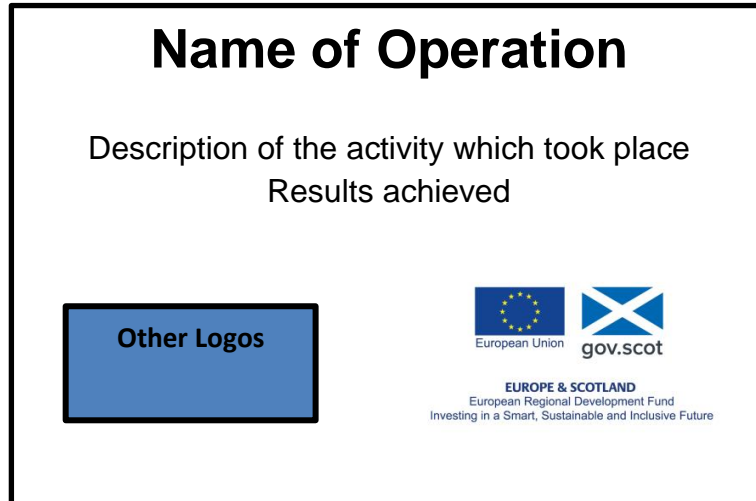 Name of Operation
Description of the activity which took place
Results achieved
Other Logos
European Union
gov.scot
EUROPE & SCOTLAND
European Regional Development Fund
Investing in a Smart, Sustainable and Inclusive Future